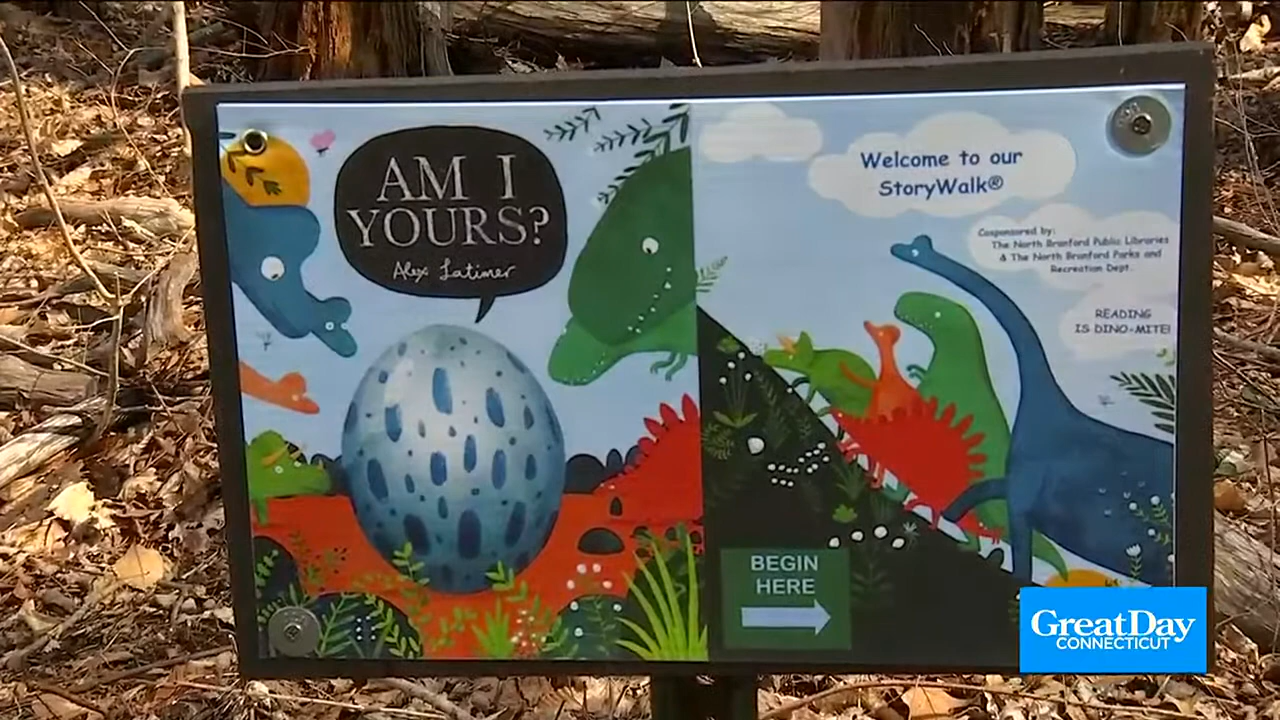 AM I
YOURS?
Alex Latimer
Welcome to our
StoryWalk®
Cosponsored by:
The North Branford Public Libraries
& The North Branford Parks and
Recreation Dept.
READING
IS DINO-MITE!
BEGIN
HERE
Great Day
CONNECTICUT